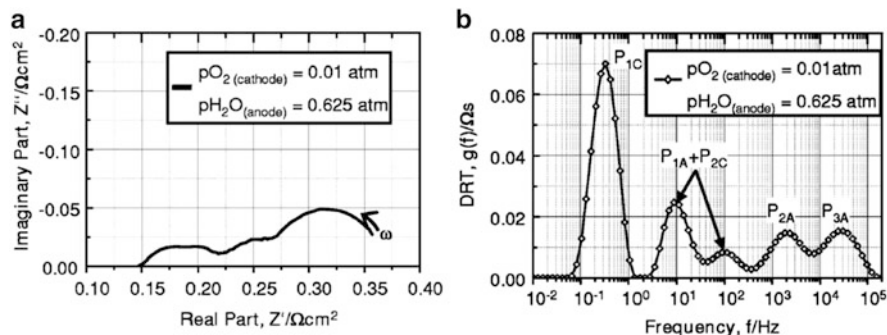 a
-0.20
-0.15
-0.10
-0.05
0.00
Imaginary Part, Z''/Ωcm²
pO₂ (cathode) = 0.01 atm
pH₂O(anode) = 0.625 atm
ω
0.10 0.15 0.20 0.25 0.30 0.35 0.40
Real Part, Z'/Ωcm²
b
0.08
0.06
0.04
0.02
0.00
DRT, g(f)/Ωs
P₁C
pO₂ (cathode) = 0.01atm
pH₂O(anode) = 0.625 atm
P₁A+P₂C
P₂A
P₃A
10⁻² 10⁻¹ 10⁰ 10¹ 10² 10³ 10⁴ 10⁵
Frequency, f/Hz